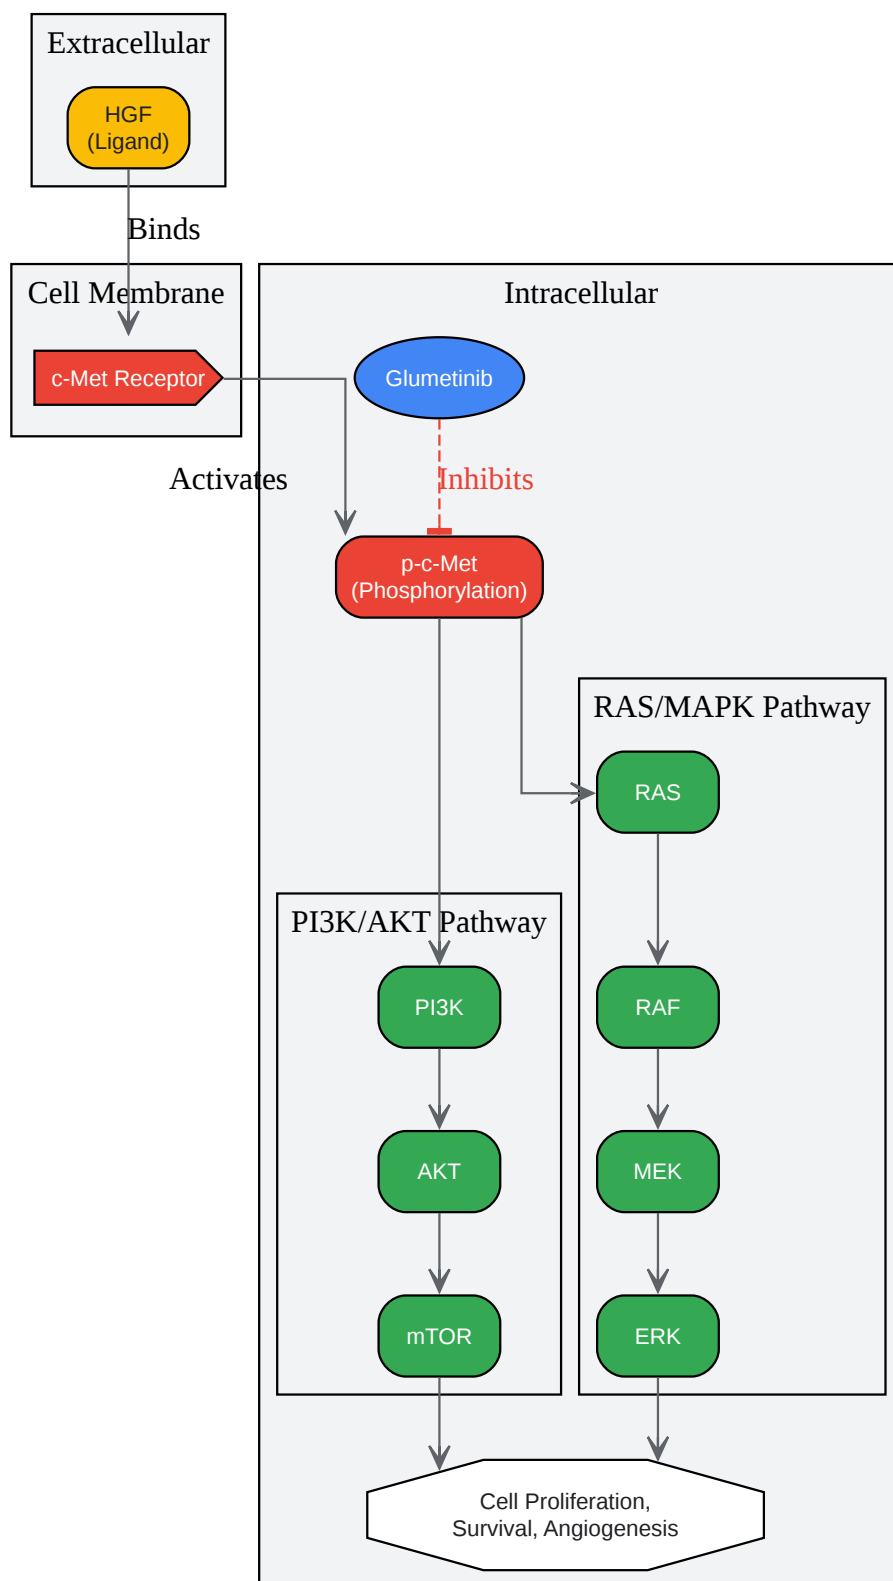 Extracellular
HGF
(Ligand)
Binds
Cell Membrane
Intracellular
c-Met Receptor
Glumetinib
Activates
Inhibits
p-c-Met
(Phosphorylation)
RAS/MAPK Pathway
RAS
PI3K/AKT Pathway
PI3K
RAF
AKT
MEK
mTOR
ERK
Cell Proliferation,
Survival, Angiogenesis